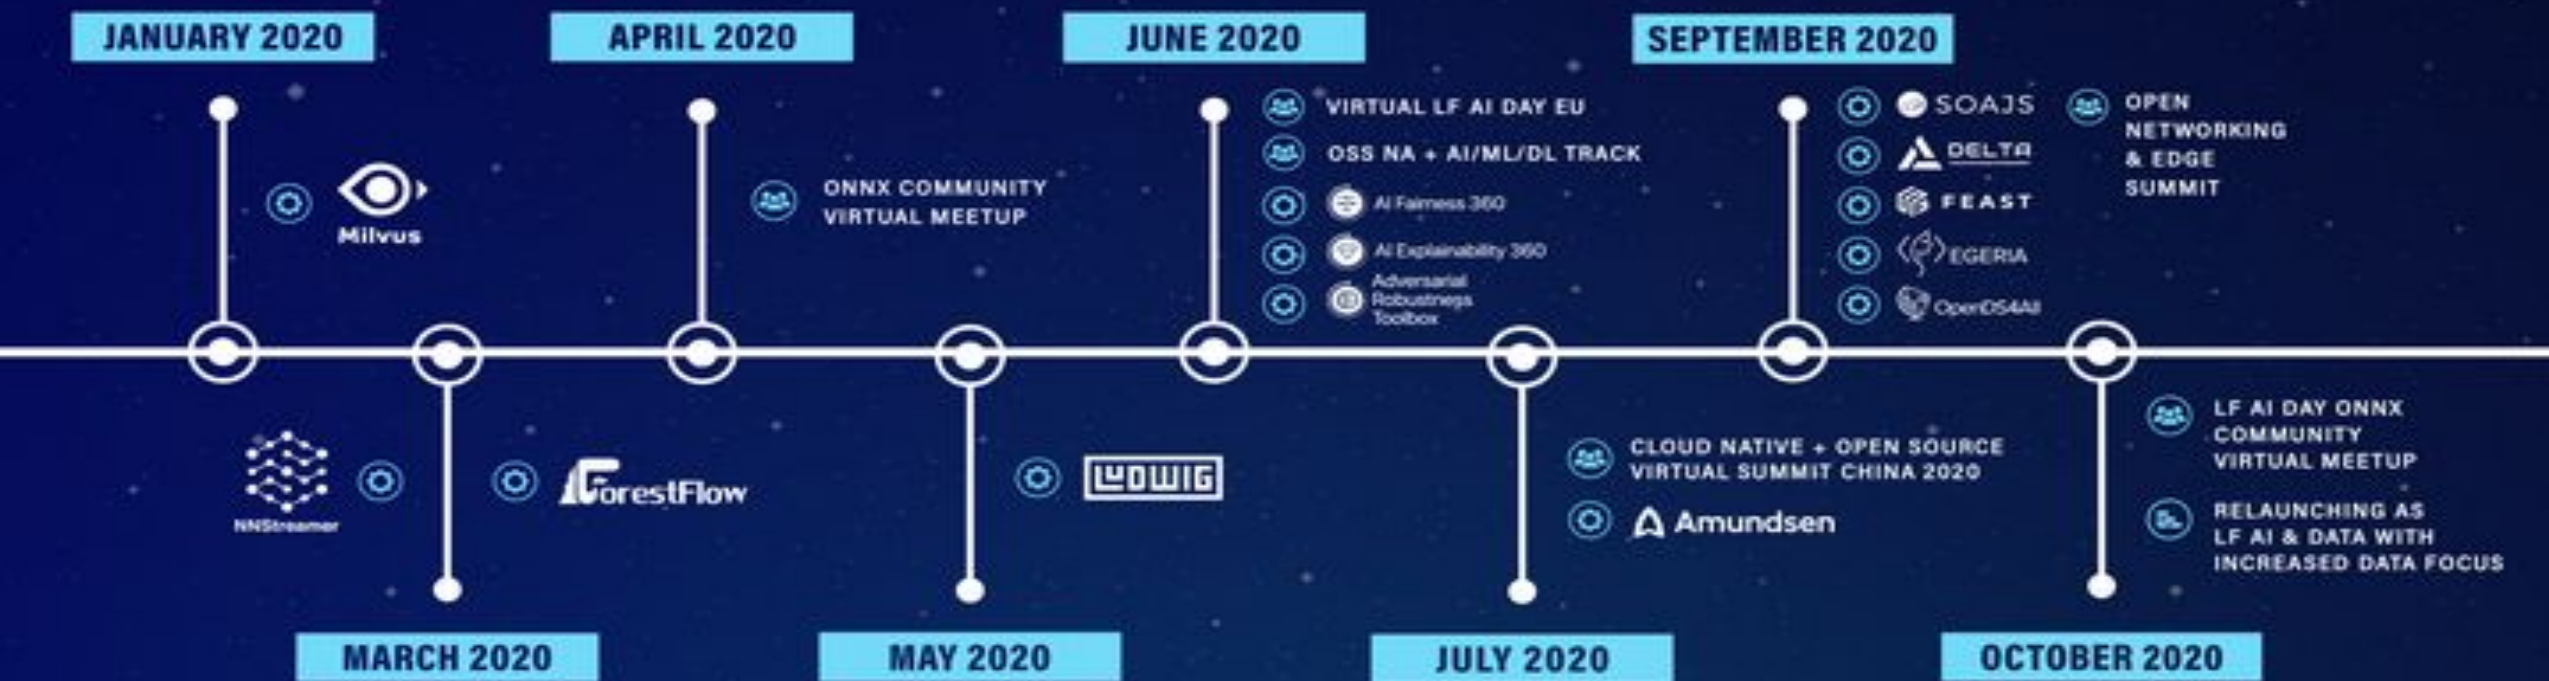 JANUARY 2020
Milvus
NNStreamer
MARCH 2020
ForestFlow
APRIL 2020
ONNX COMMUNITY
VIRTUAL MEETUP
MAY 2020
LUDWIG
JUNE 2020
VIRTUAL LF AI DAY EU
OSS NA + AI/ML/DL TRACK
AI Fairness 360
AI Explainability 360
Adversarial
Robustness
Toolbox
JULY 2020
CLOUD NATIVE + OPEN SOURCE
VIRTUAL SUMMIT CHINA 2020
Amundsen
SEPTEMBER 2020
SOAJS
DELTA
FEAST
EGERIA
OpenDS4All
OPEN
NETWORKING
& EDGE
SUMMIT
OCTOBER 2020
LF AI DAY ONNX
COMMUNITY
VIRTUAL MEETUP
RELAUNCHING AS
LF AI & DATA WITH
INCREASED DATA FOCUS